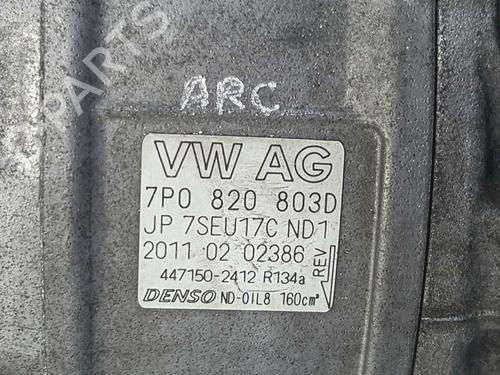 ARC
VW AG
7P0 820 803D
JP 7SEU17C ND1
2011 02 02386
447150-2412 R134a
REV
DENSO ND-OIL8 160cm³